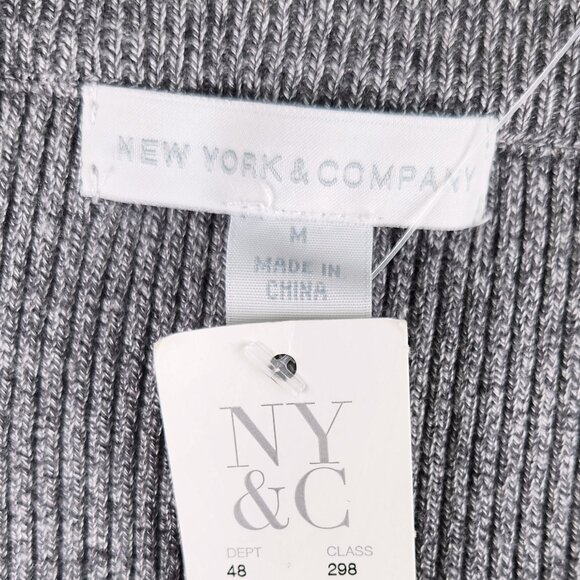 NEW YORK & COMPANY
M
MADE IN
CHINA
NY
&C
DEPT CLASS
48 298